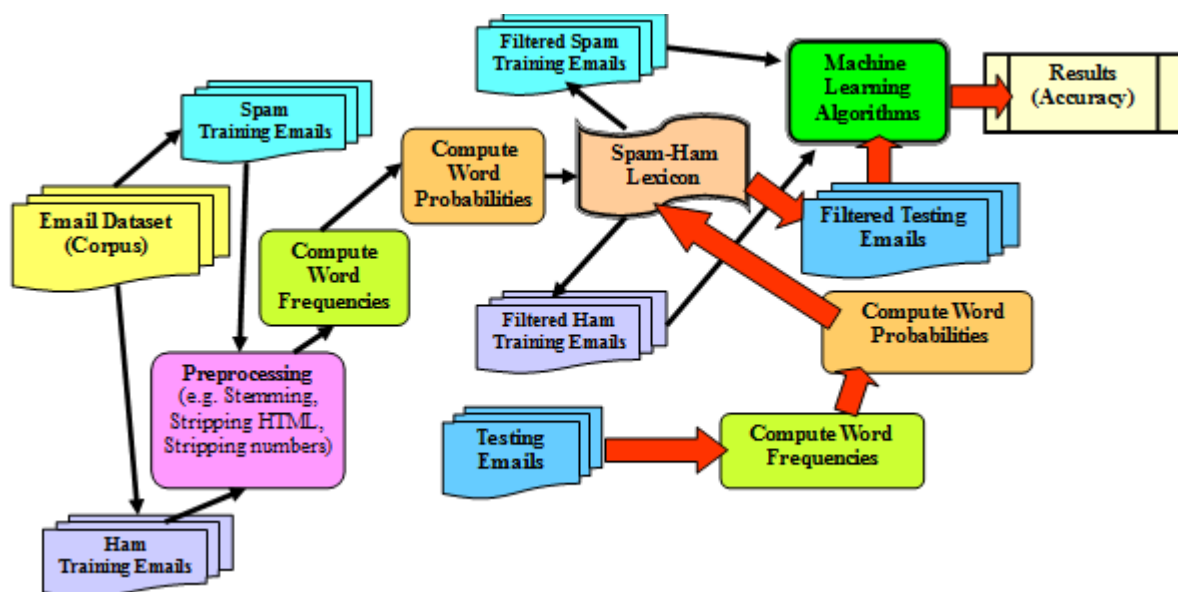 Filtered Spam
Training Emails
Machine
Learning
Algorithms
Results
(Accuracy)
Spam
Training Emails
Compute
Word
Probabilities
Spam-Ham
Lexicon
Email Dataset
(Corpus)
Filtered Testing
Emails
Compute
Word
Frequencies
Filtered Ham
Training Emails
Compute Word
Probabilities
Preprocessing
(e.g. Stemming,
Stripping HTML,
Stripping numbers)
Testing
Emails
Compute Word
Frequencies
Ham
Training Emails